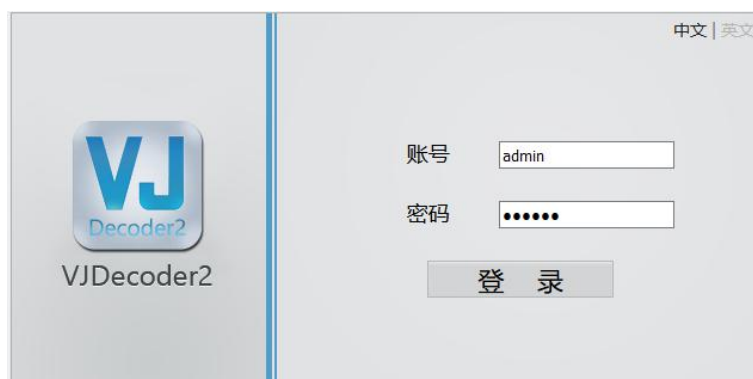 中文 | 英文
VJ
Decoder2
VJDecoder2
账号 admin
密码 ••••••
登 录